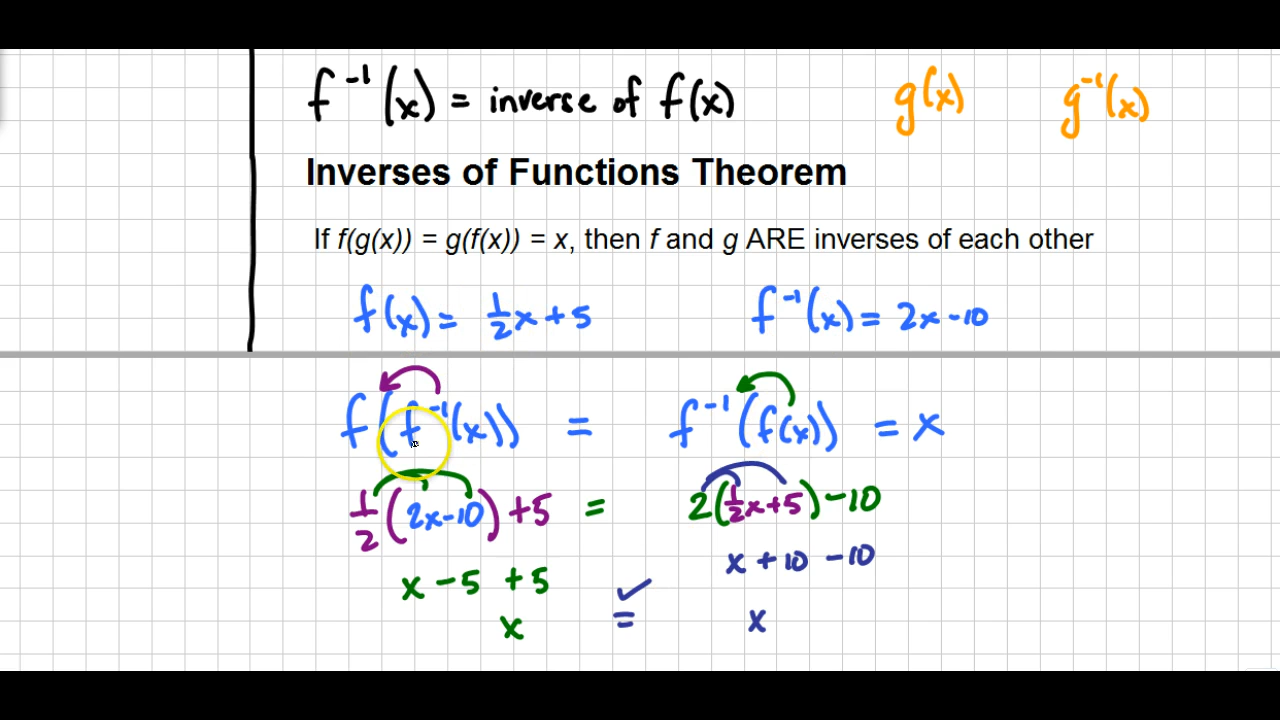 f⁻¹(x) = inverse of f(x) g(x) g⁻¹(x)
Inverses of Functions Theorem
If f(g(x)) = g(f(x)) = x, then f and g ARE inverses of each other
f(x) = ½x + 5 f⁻¹(x) = 2x - 10
f(f⁻¹(x)) = f⁻¹(f(x)) = x
½(2x - 10) + 5 = 2(½x + 5) - 10
x - 5 + 5 x + 10 - 10
x = ✓ x